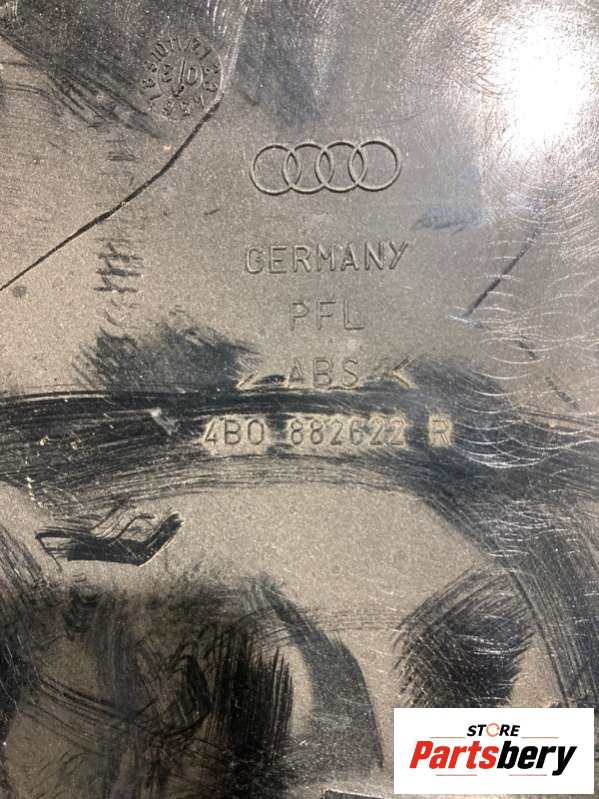 GERMANY
PFL
>ABS<
4B0 882622 R
STORE
Partsbery